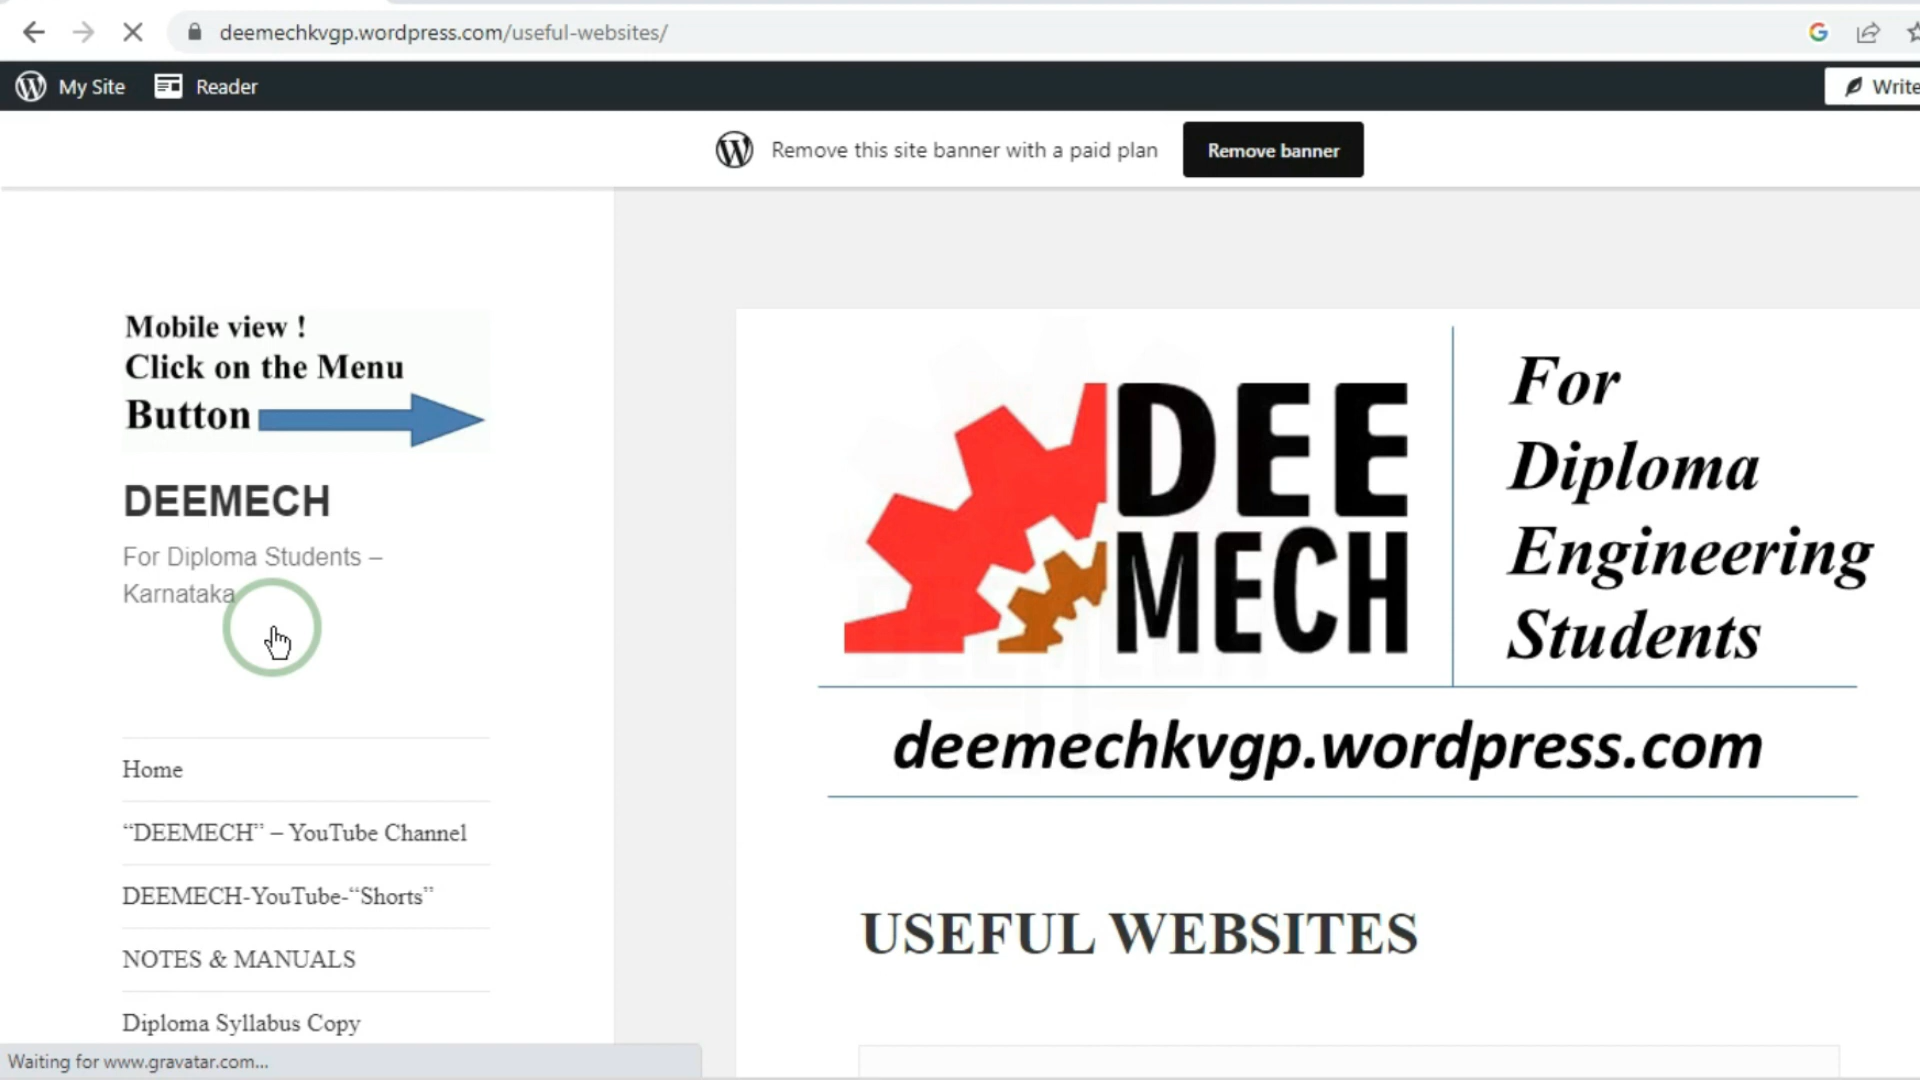 deemechkvgp.wordpress.com/useful-websites/
My Site
Reader
Write
Remove this site banner with a paid plan
Remove banner
Mobile view !
Click on the Menu
Button
DEEMECH
For Diploma Students –
Karnataka
Home
“DEEMECH” – YouTube Channel
DEEMECH-YouTube-“Shorts”
NOTES & MANUALS
Diploma Syllabus Copy
Waiting for www.gravatar.com...
DEE
MECH
For
Diploma
Engineering
Students
deemechkvgp.wordpress.com
USEFUL WEBSITES